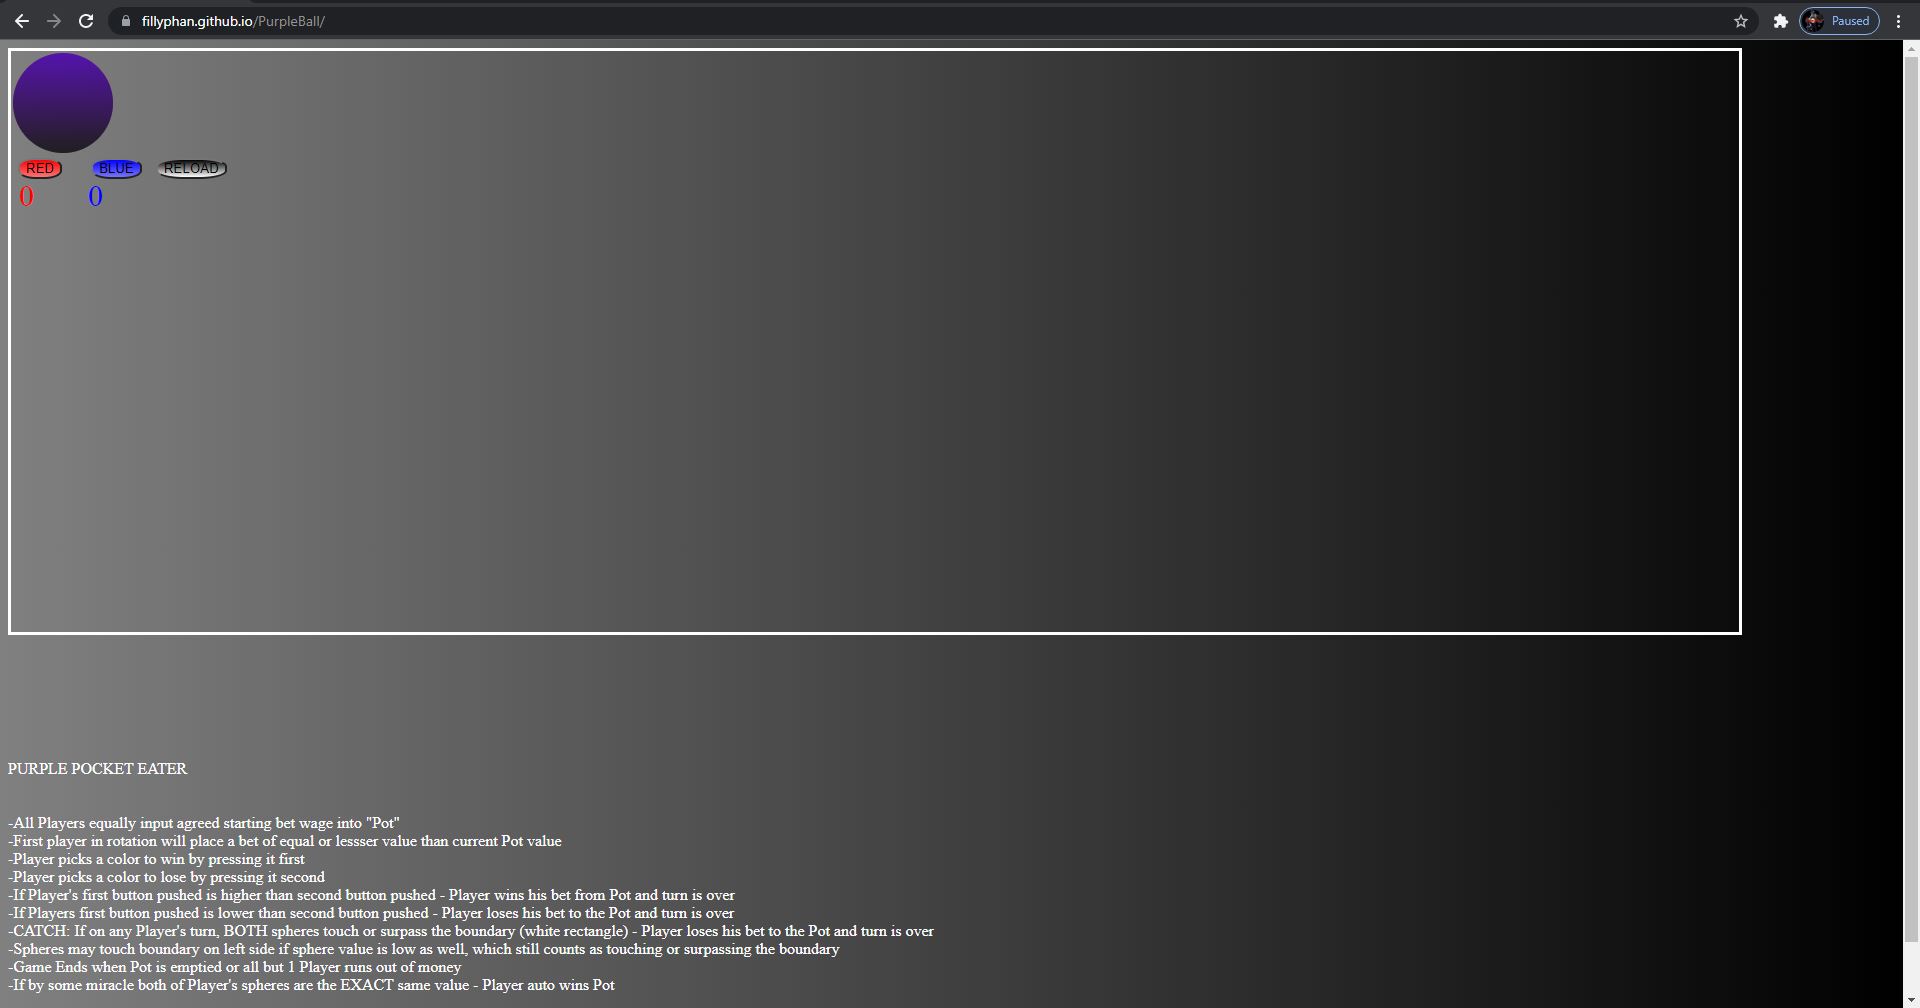 fillyphan.github.io/PurpleBall/
Paused
RED BLUE RELOAD
0 0
PURPLE POCKET EATER
-All Players equally input agreed starting bet wage into "Pot"
-First player in rotation will place a bet of equal or lessser value than current Pot value
-Player picks a color to win by pressing it first
-Player picks a color to lose by pressing it second
-If Player's first button pushed is higher than second button pushed - Player wins his bet from Pot and turn is over
-If Players first button pushed is lower than second button pushed - Player loses his bet to the Pot and turn is over
-CATCH: If on any Player's turn, BOTH spheres touch or surpass the boundary (white rectangle) - Player loses his bet to the Pot and turn is over
-Spheres may touch boundary on left side if sphere value is low as well, which still counts as touching or surpassing the boundary
-Game Ends when Pot is emptied or all but 1 Player runs out of money
-If by some miracle both of Player's spheres are the EXACT same value - Player auto wins Pot